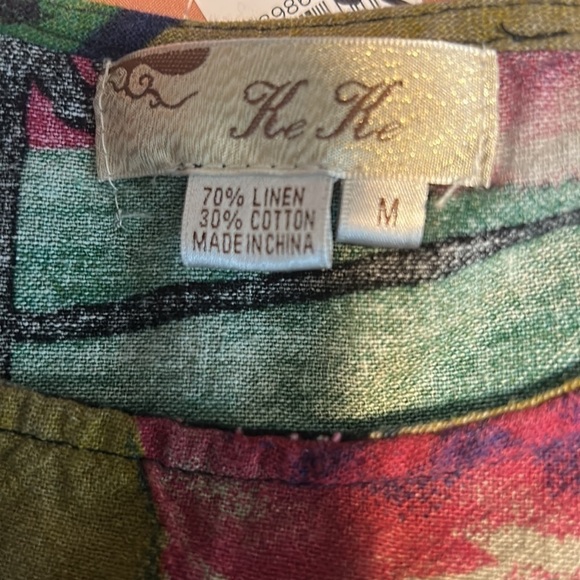 Ke Ke
70% LINEN
30% COTTON
MADE IN CHINA
M